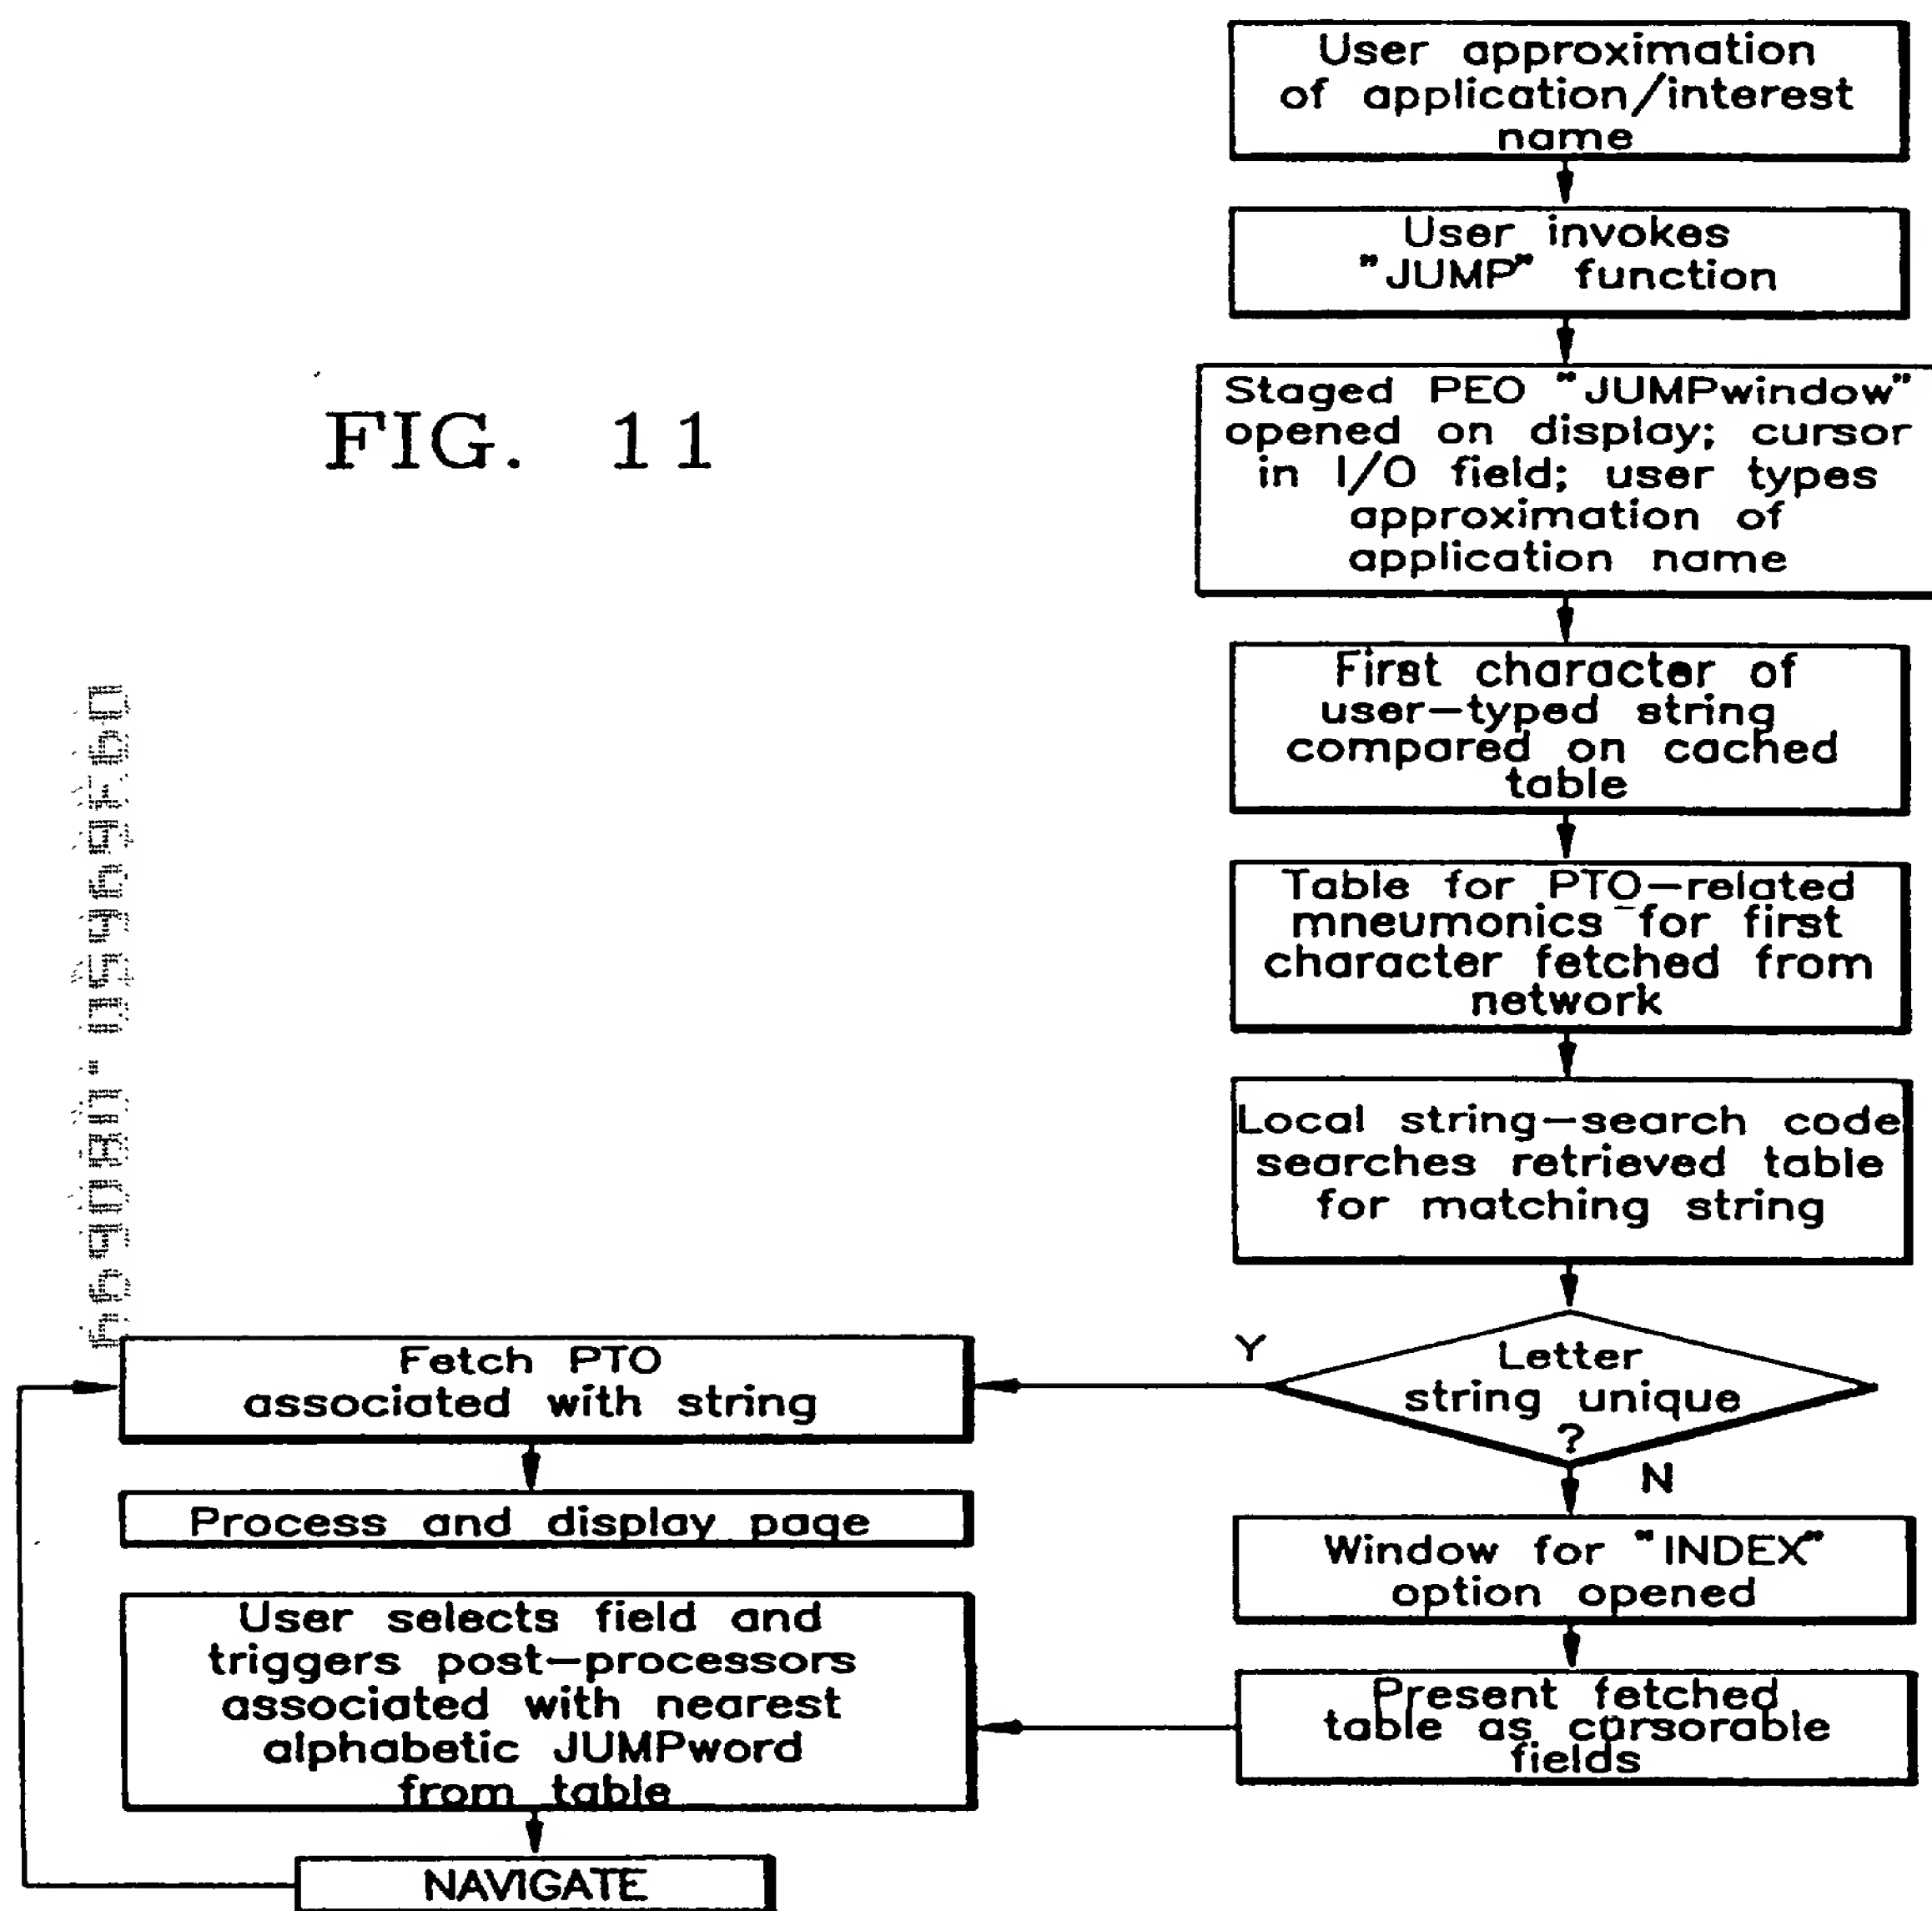 User approximation
of application/interest
name
User invokes
"JUMP" function
FIG. 11
Staged PEO "JUMPwindow"
opened on display; cursor
in I/O field; user types
approximation of
application name
First character of
user-typed string
compared on cached
table
Table for PTO-related
mneumonics for first
character fetched from
network
Local string-search code
searches retrieved table
for matching string
Letter
string unique
?
Y
N
Fetch PTO
associated with string
Process and display page
Window for "INDEX"
option opened
Present fetched
table as cursorable
fields
User selects field and
triggers post-processors
associated with nearest
alphabetic JUMPword
from table
NAVIGATE